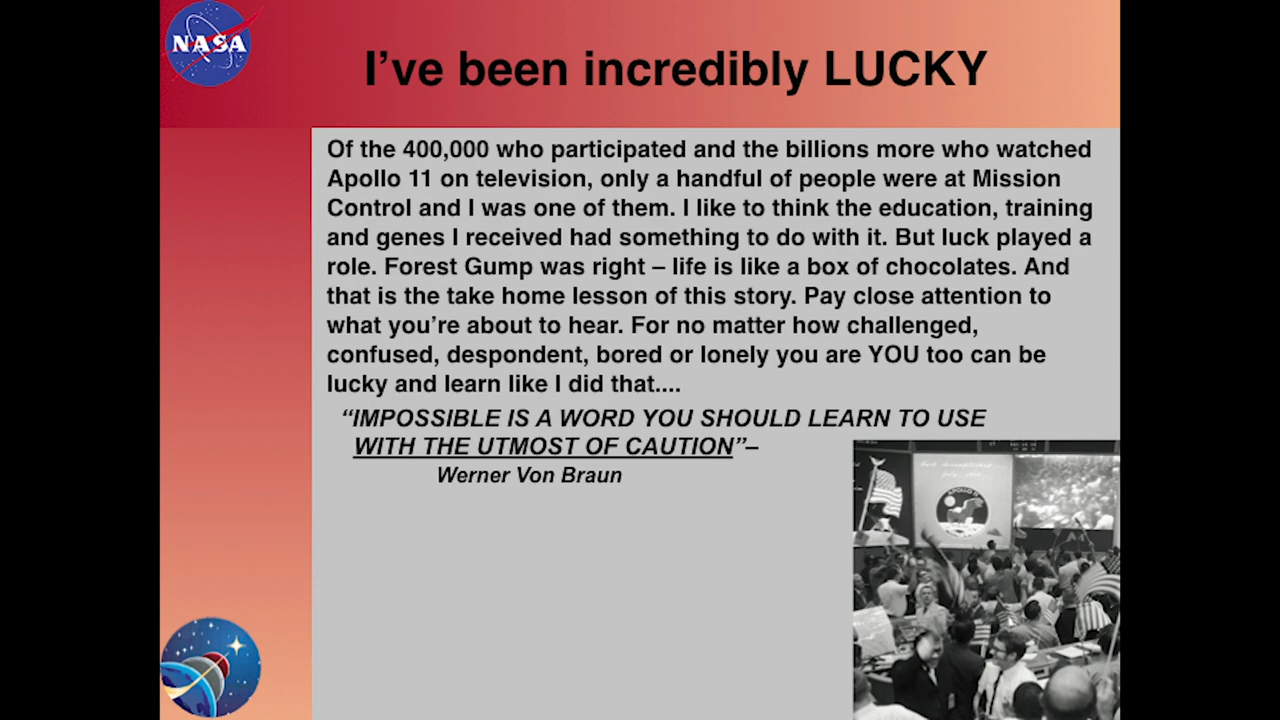 NASA
I've been incredibly LUCKY
Of the 400,000 who participated and the billions more who watched
Apollo 11 on television, only a handful of people were at Mission
Control and I was one of them. I like to think the education, training
and genes I received had something to do with it. But luck played a
role. Forest Gump was right – life is like a box of chocolates. And
that is the take home lesson of this story. Pay close attention to
what you're about to hear. For no matter how challenged,
confused, despondent, bored or lonely you are YOU too can be
lucky and learn like I did that....
“IMPOSSIBLE IS A WORD YOU SHOULD LEARN TO USE
WITH THE UTMOST OF CAUTION”–
Werner Von Braun
APOLLO 11